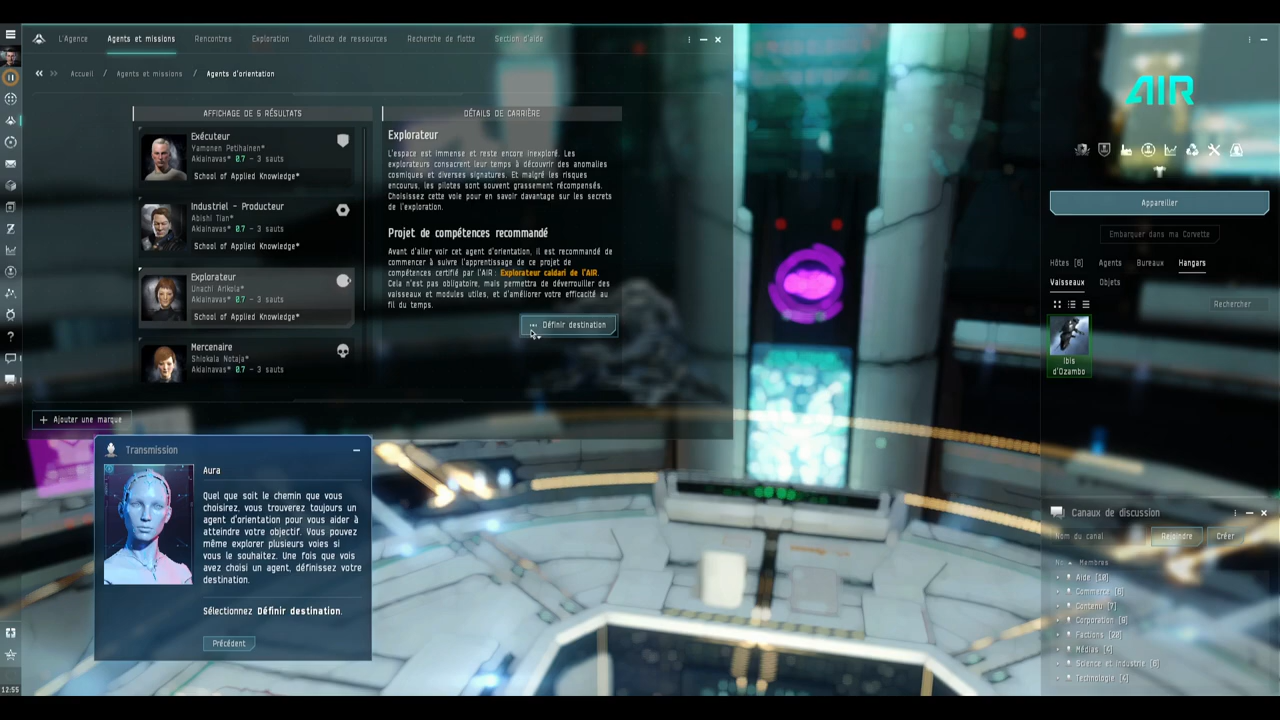 L'Agence
Agents et missions
Rencontres
Exploration
Collecte de ressources
Recherche de flotte
Section d'aide
Accueil / Agents et missions / Agents d'orientation
AFFICHAGE DE 5 RÉSULTATS
Exécuteur
Yamonen Petihainen*
Akiainavas* 0.7 - 3 sauts
School of Applied Knowledge*
Industriel - Producteur
Abishi Tian*
Akiainavas* 0.7 - 3 sauts
School of Applied Knowledge*
Explorateur
Unachi Arikola*
Akiainavas* 0.7 - 3 sauts
School of Applied Knowledge*
Mercenaire
Shiokala Notaja*
Akiainavas* 0.7 - 3 sauts
DÉTAILS DE CARRIÈRE
Explorateur
L'espace est immense et reste encore inexploré. Les
explorateurs consacrent leur temps à découvrir des anomalies
cosmiques et diverses signatures. Et malgré les risques
encourus, les pilotes sont souvent grassement récompensés.
Choisissez cette voie pour en savoir davantage sur les secrets
de l'exploration.
Projet de compétences recommandé
Avant d'aller voir cet agent d'orientation, il est recommandé de
commencer à suivre l'apprentissage de ce projet de
compétences certifié par l'AIR : Explorateur caldari de l'AIR.
Cela n'est pas obligatoire, mais permettra de déverrouiller des
vaisseaux et modules utiles, et d'améliorer votre efficacité au
fil du temps.
Définir destination
Ajouter une marque
Transmission
Aura
Quel que soit le chemin que vous
choisirez, vous trouverez toujours un
agent d'orientation pour vous aider à
atteindre votre objectif. Vous pouvez
même explorer plusieurs voies si
vous le souhaitez. Une fois que vois
avez choisi un agent, définissez votre
destination.
Sélectionnez Définir destination.
Précédent
12:55
AIR
Appareiller
Embarquer dans ma Corvette
Hôtes [6]
Agents
Bureaux
Hangars
Vaisseaux
Objets
Rechercher
Ibis
d'Ozambo
Canaux de discussion
Nom du canal
Rejoindre
Créer
Membres
Aide [10]
Commerce [6]
Contenu [7]
Corporation [9]
Factions [20]
Médias [4]
Science et industrie [6]
Technologie [4]